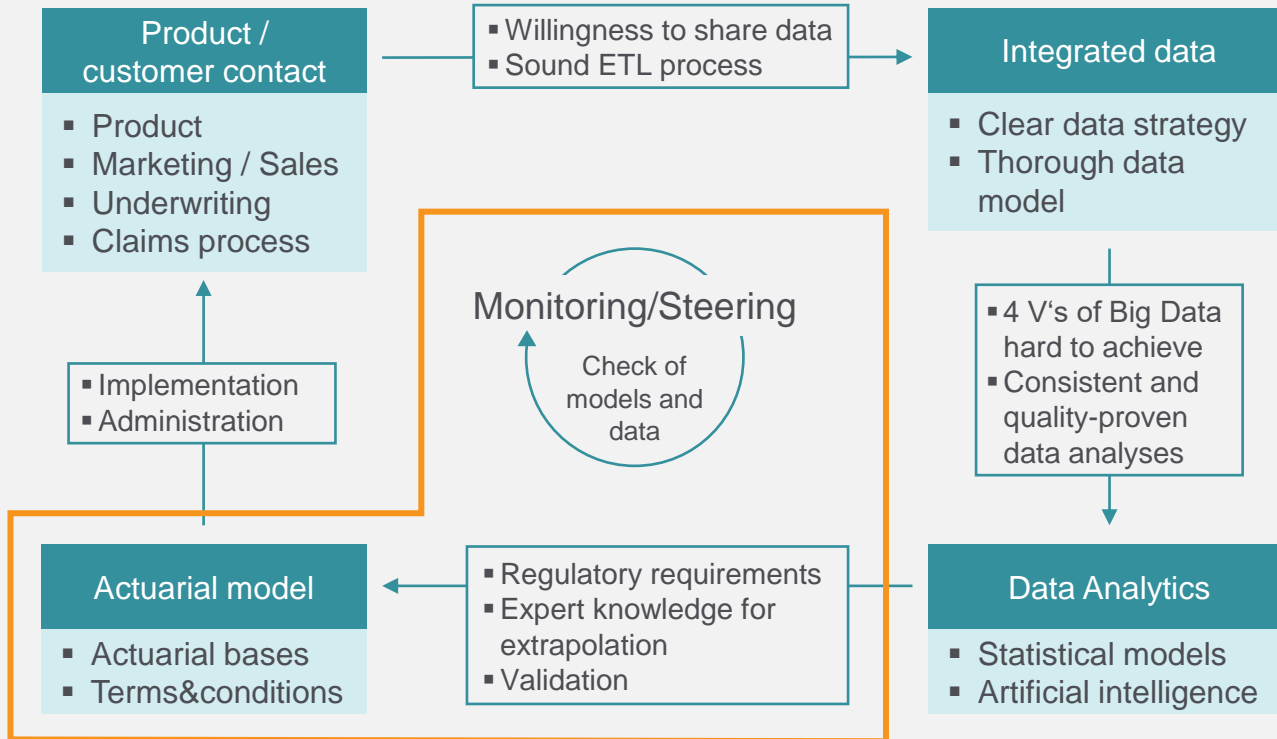 Product /
customer contact
▪ Product
▪ Marketing / Sales
▪ Underwriting
▪ Claims process
▪ Willingness to share data
▪ Sound ETL process
Integrated data
▪ Clear data strategy
▪ Thorough data
model
▪ 4 V‘s of Big Data
hard to achieve
▪ Consistent and
quality-proven
data analyses
Monitoring/Steering
Check of
models and
data
▪ Implementation
▪ Administration
Actuarial model
▪ Actuarial bases
▪ Terms&conditions
▪ Regulatory requirements
▪ Expert knowledge for
extrapolation
▪ Validation
Data Analytics
▪ Statistical models
▪ Artificial intelligence